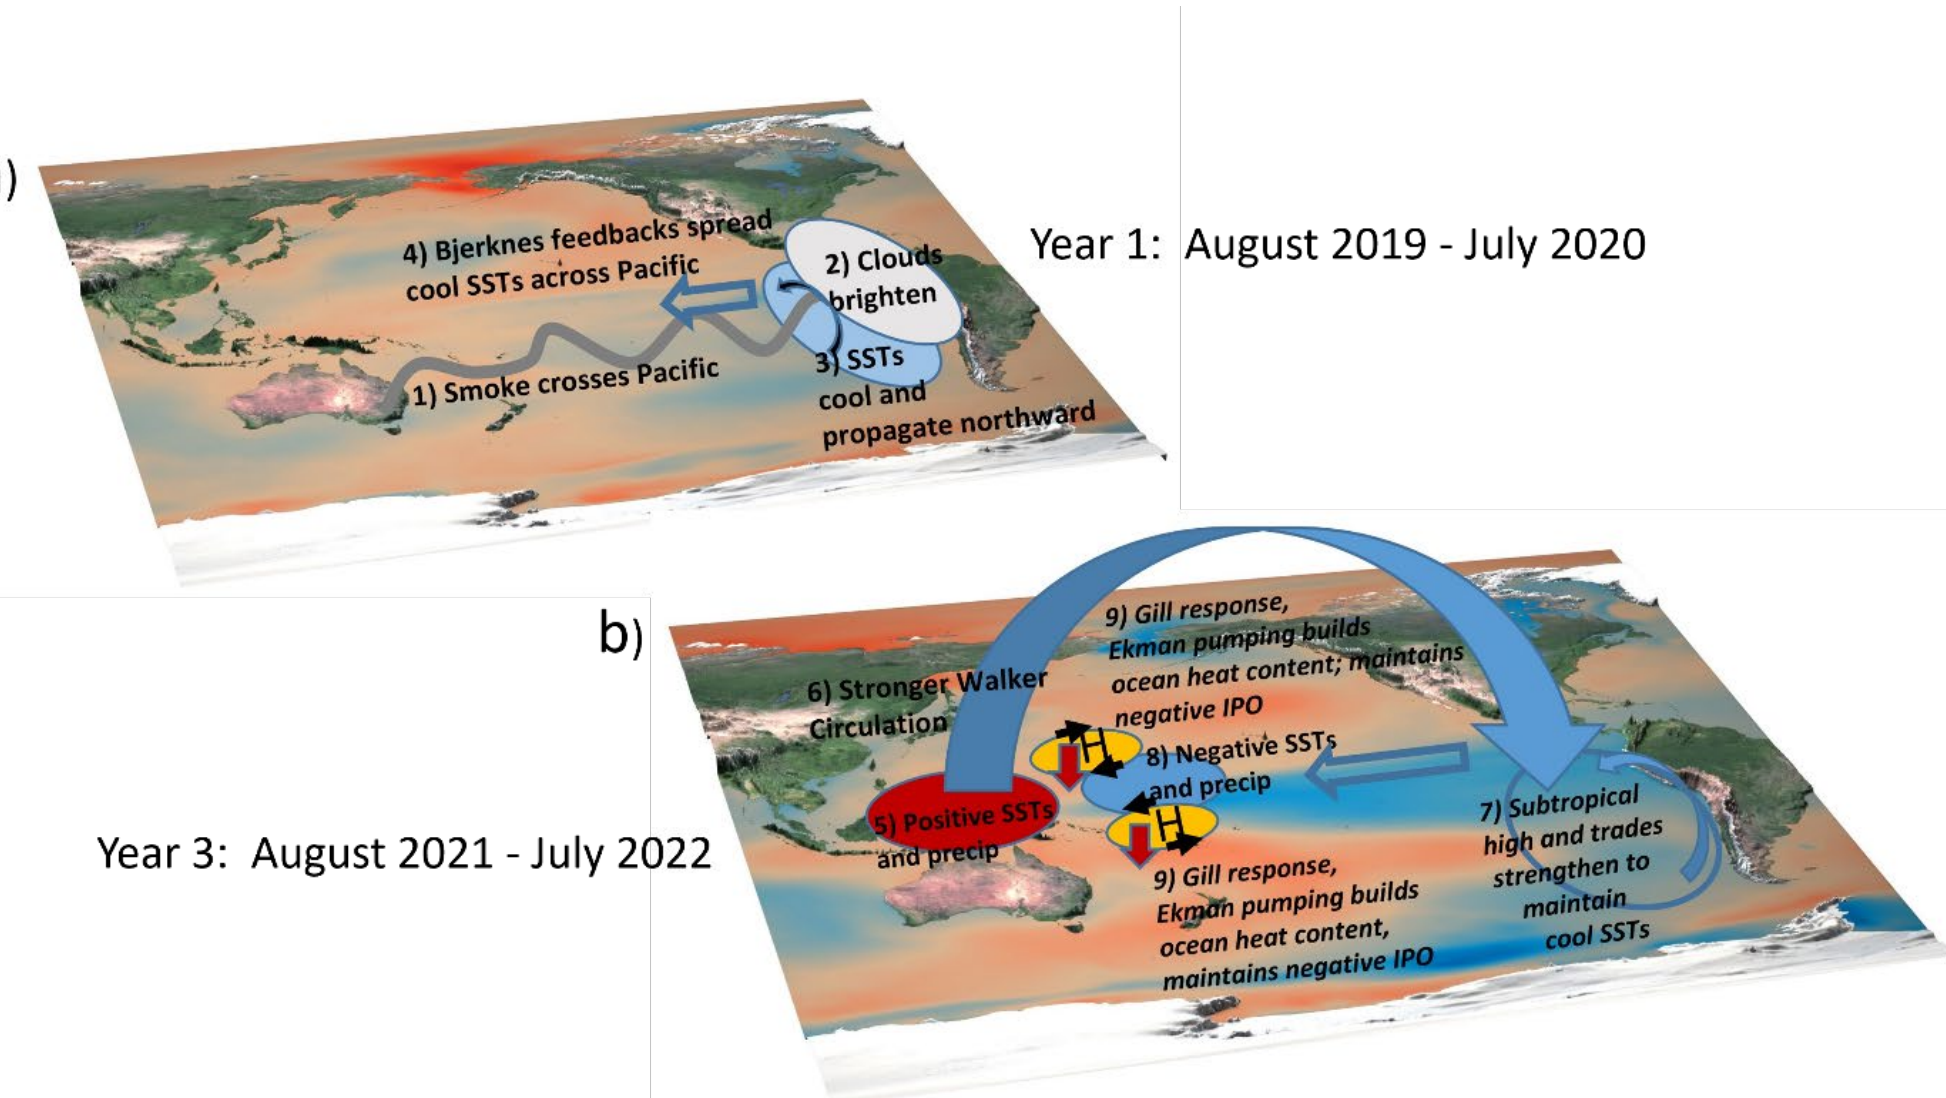 )
4) Bjerknes feedbacks spread
cool SSTs across Pacific
2) Clouds
brighten
1) Smoke crosses Pacific
3) SSTs
cool and
propagate northward
Year 1: August 2019 - July 2020
b)
9) Gill response,
Ekman pumping builds
ocean heat content; maintains
negative IPO
6) Stronger Walker
Circulation
H
8) Negative SSTs
and precip
5) Positive SSTs
and precip
H
7) Subtropical
high and trades
strengthen to
maintain
cool SSTs
9) Gill response,
Ekman pumping builds
ocean heat content,
maintains negative IPO
Year 3: August 2021 - July 2022